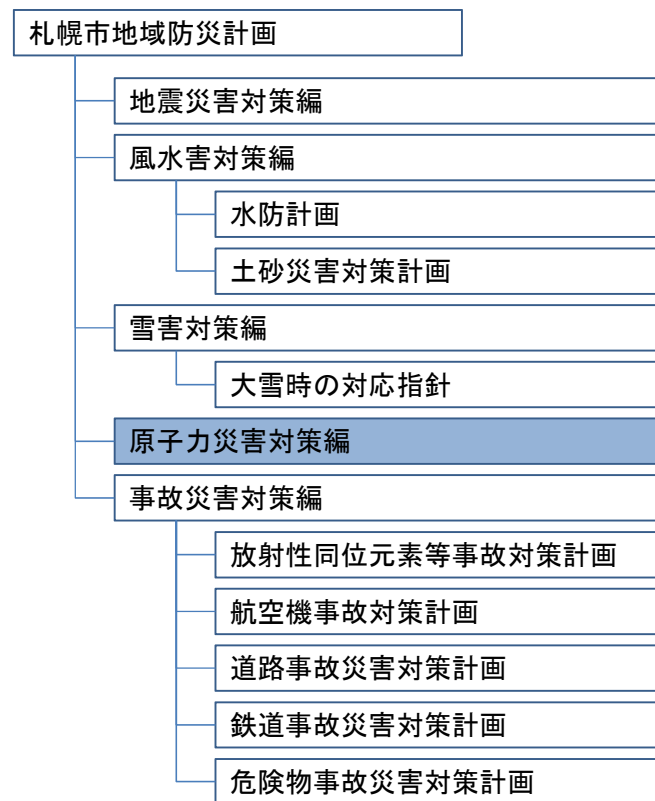 札幌市地域防災計画
地震災害対策編
風水害対策編
水防計画
土砂災害対策計画
雪害対策編
大雪時の対応指針
原子力災害対策編
事故災害対策編
放射性同位元素等事故対策計画
航空機事故対策計画
道路事故災害対策計画
鉄道事故災害対策計画
危険物事故災害対策計画